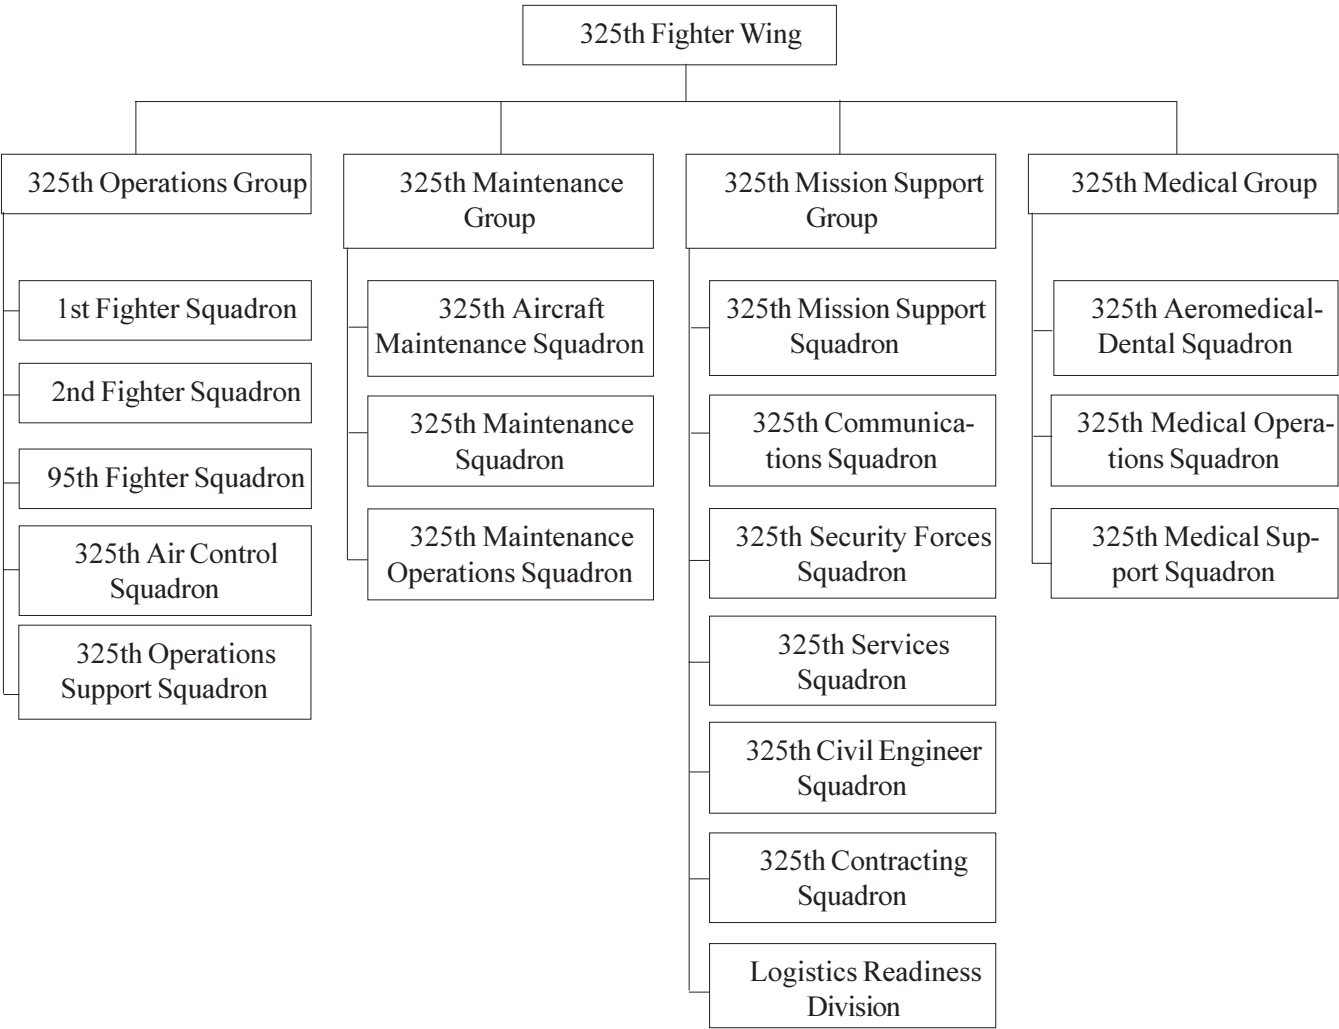 325th Fighter Wing
325th Operations Group
1st Fighter Squadron
2nd Fighter Squadron
95th Fighter Squadron
325th Air Control
Squadron
325th Operations
Support Squadron
325th Maintenance
Group
325th Aircraft
Maintenance Squadron
325th Maintenance
Squadron
325th Maintenance
Operations Squadron
325th Mission Support
Group
325th Mission Support
Squadron
325th Communica-
tions Squadron
325th Security Forces
Squadron
325th Services
Squadron
325th Civil Engineer
Squadron
325th Contracting
Squadron
Logistics Readiness
Division
325th Medical Group
325th Aeromedical-
Dental Squadron
325th Medical Opera-
tions Squadron
325th Medical Sup-
port Squadron